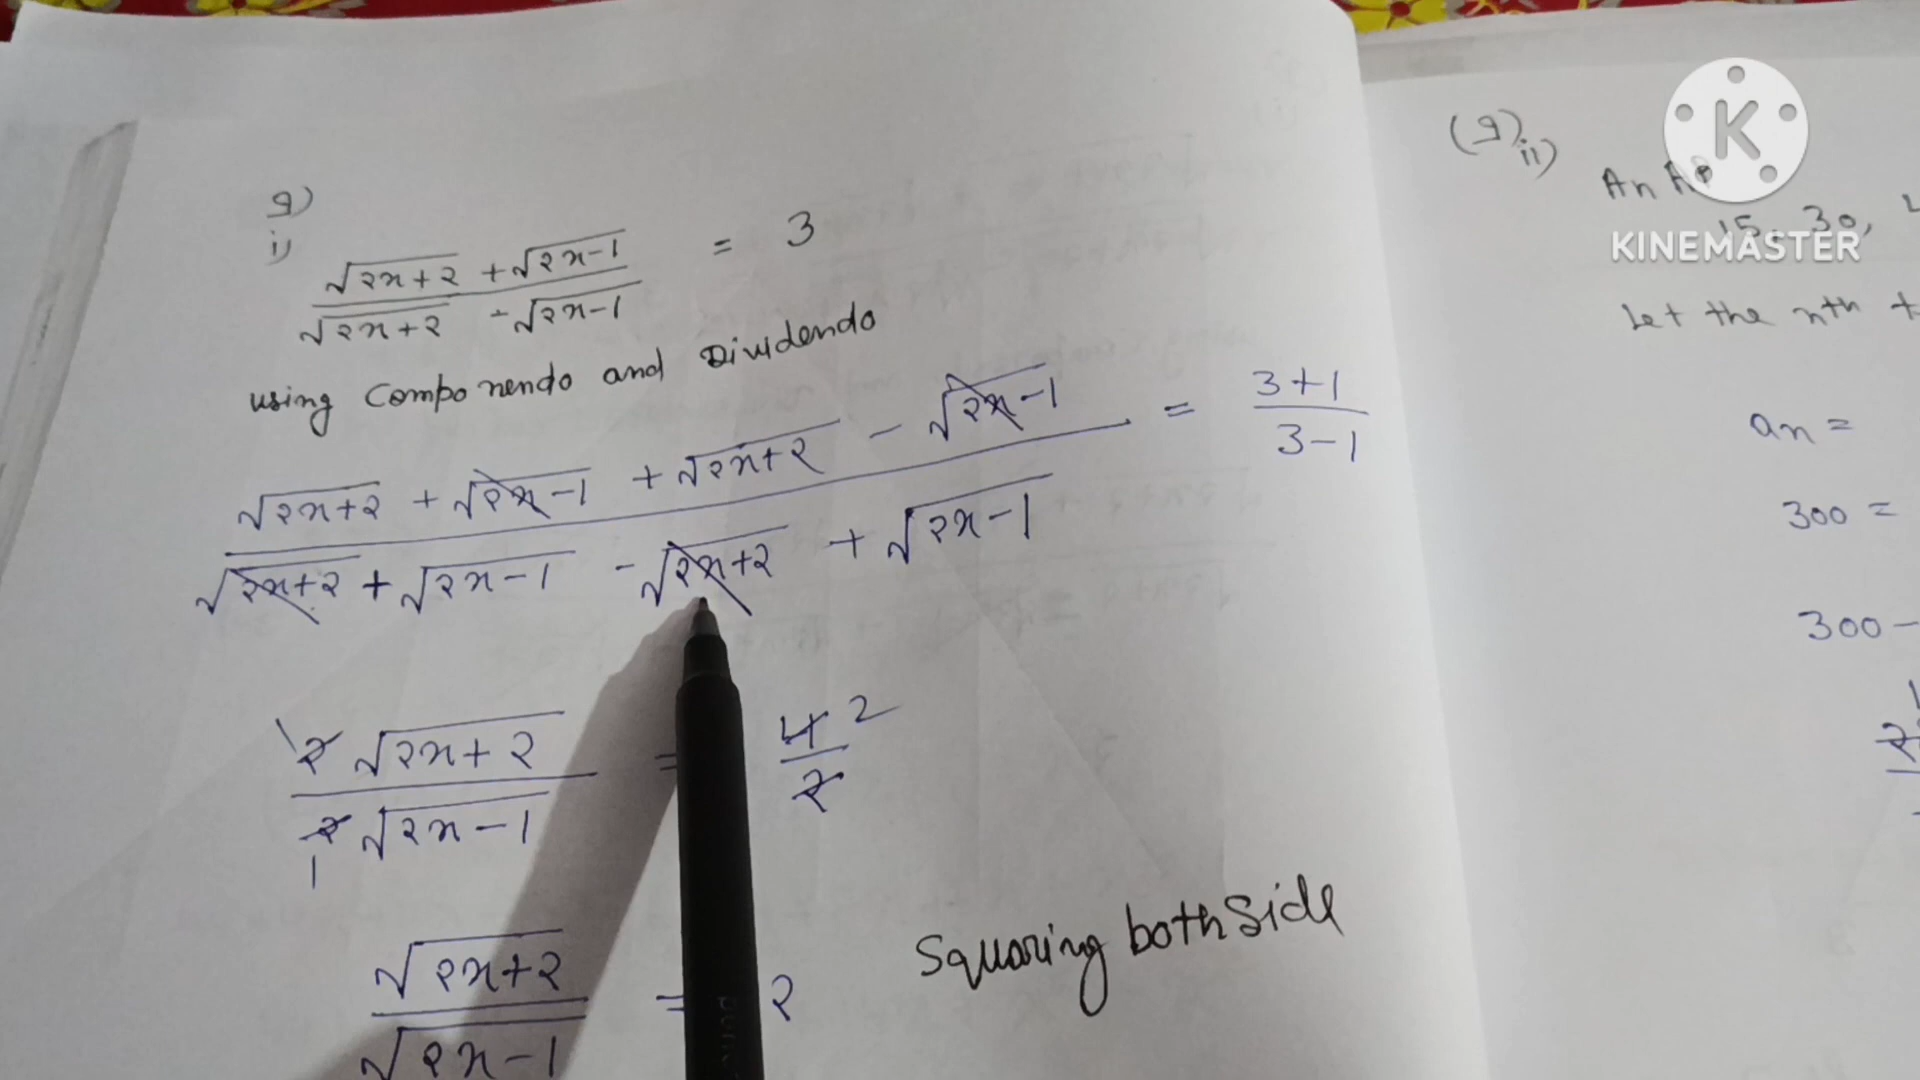 9)
i)
√2x+2 + √2x-1 = 3
√2x+2 - √2x-1
using Componendo and Dividendo
√2x+2 + √2x-1 + √2x+2 - √2x-1 = 3+1
√2x+2 + √2x-1 - √2x+2 + √2x-1 3-1
1 2 √2x+2 = 4 2
2 √2x-1 2
1
√2x+2 = 2
√2x-1
Squaring both Side
(9) ii)
An AP
15, 30,
Let the nth
an =
300 =
300 -
K
KINEMASTER